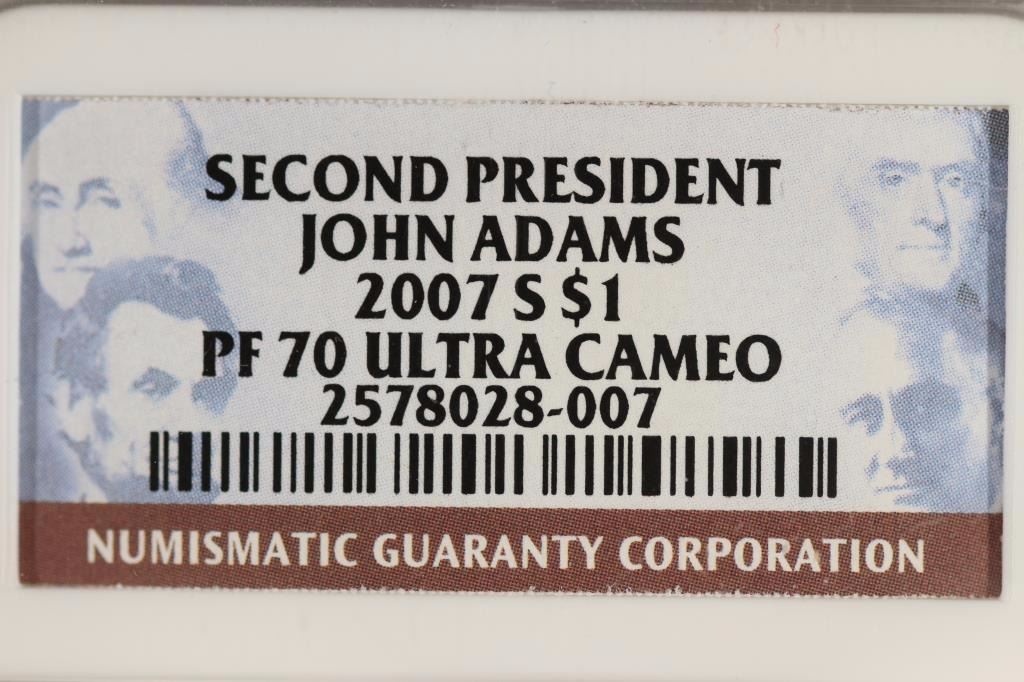 SECOND PRESIDENT
JOHN ADAMS
2007 S $1
PF 70 ULTRA CAMEO
2578028-007
NUMISMATIC GUARANTY CORPORATION